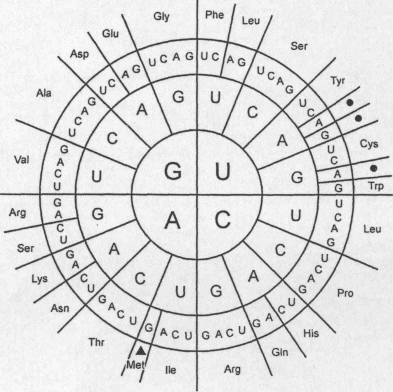 Phe
Leu
Ser
Tyr
Cys
Trp
Leu
Pro
His
Gln
Arg
Ile
Met
Thr
Asn
Lys
Ser
Arg
Val
Ala
Asp
Glu
Gly
U C A G U C A G U C A G U C A G
U C A G U C A G U C A G U C A G
U C A G U C A G U C A G U C A G
U C A G U C A G U C A G U C A G
U C A G
U C A G
U C A G
U C A G
G U
A C